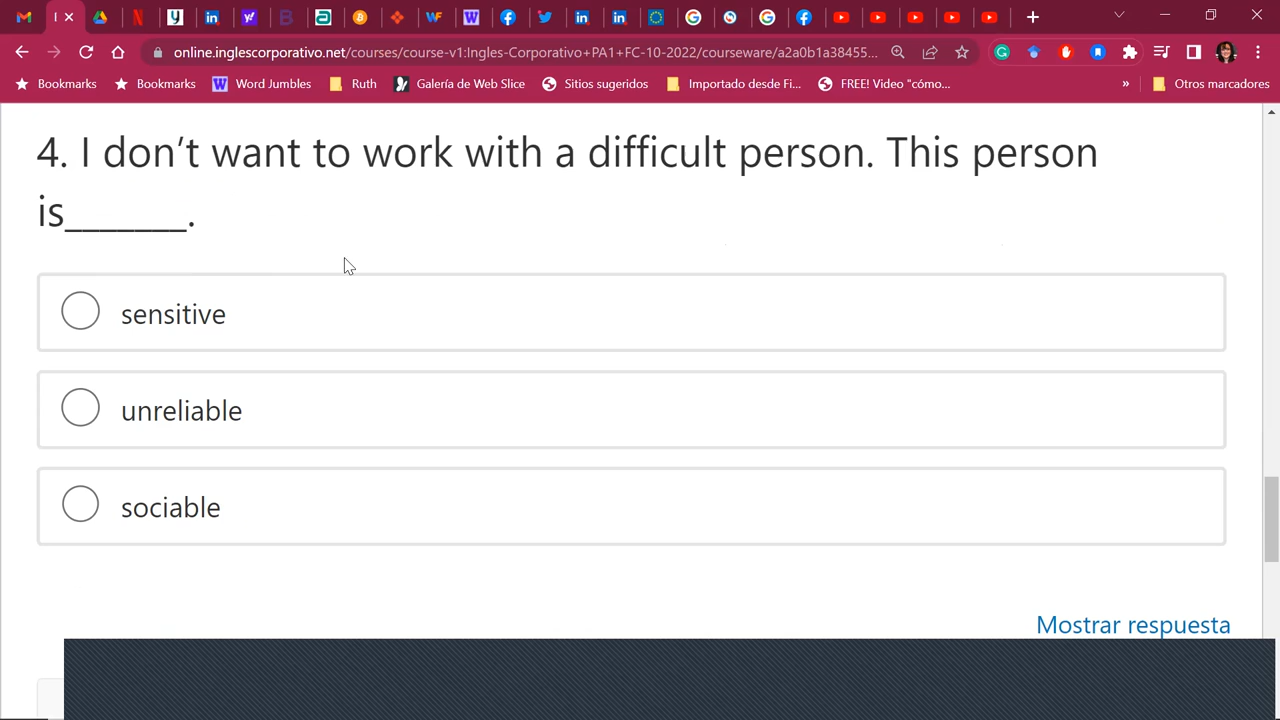 online.inglescorporativo.net/courses/course-v1:Ingles-Corporativo+PA1+FC-10-2022/courseware/a2a0b1a38455...
Bookmarks Bookmarks Word Jumbles Ruth Galería de Web Slice Sitios sugeridos Importado desde Fi... FREE! Video "cómo... » Otros marcadores
4. I don’t want to work with a difficult person. This person
is_______.
sensitive
unreliable
sociable
Mostrar respuesta